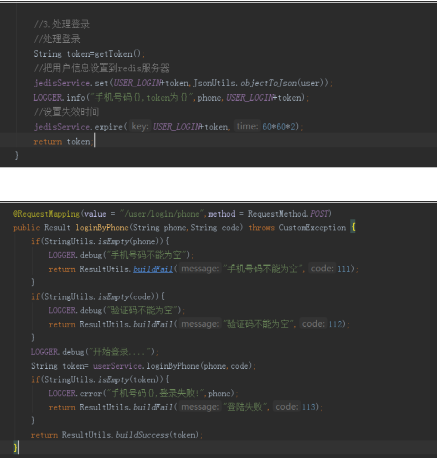 //3.处理登录
//处理登录
String token=getToken();
//把用户信息设置到redis服务器
jedisService.set(USER_LOGIN+token,JsonUtils.objectToJson(user));
LOGGER.info("手机号码{},token为{}",phone,USER_LOGIN+token);
//设置失效时间
jedisService.expire( key: USER_LOGIN+token, time: 60*60*2);
return token;
}
@RequestMapping(value = "/user/login/phone",method = RequestMethod.POST)
public Result loginByPhone(String phone,String code) throws CustomException {
if(StringUtils.isEmpty(phone)){
LOGGER.debug("手机号码不能为空");
return ResultUtils.buildFail( message: "手机号码不能为空", code: 111);
}
if(StringUtils.isEmpty(code)){
LOGGER.debug("验证码不能为空");
return ResultUtils.buildFail( message: "验证码不能为空", code: 112);
}
LOGGER.debug("开始登录....");
String token= userService.loginByPhone(phone,code);
if(StringUtils.isEmpty(token)){
LOGGER.error("手机号码{},登录失败!",phone);
return ResultUtils.buildFail( message: "登陆失败", code: 113);
}
return ResultUtils.buildSuccess(token);
}